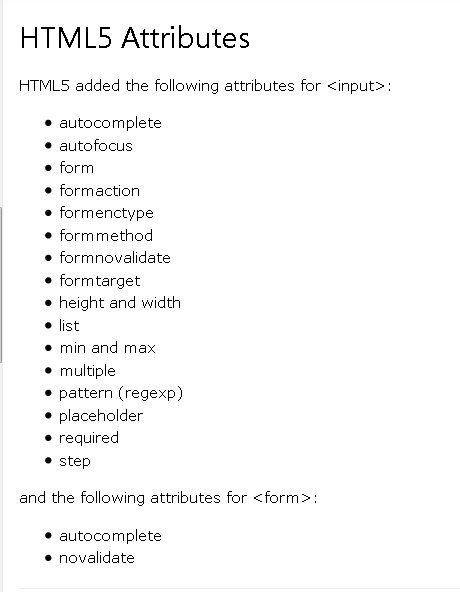 HTML5 Attributes
HTML5 added the following attributes for <input>:
• autocomplete
• autofocus
• form
• formaction
• formenctype
• formmethod
• formnovalidate
• formtarget
• height and width
• list
• min and max
• multiple
• pattern (regexp)
• placeholder
• required
• step
and the following attributes for <form>:
• autocomplete
• novalidate